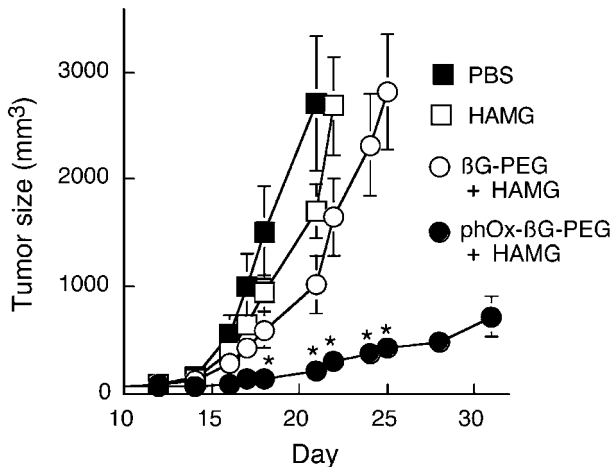 3000
2000
1000
0
Tumor size (mm³)
10
15
20
25
30
Day
PBS
HAMG
ßG-PEG
+ HAMG
phOx-ßG-PEG
+ HAMG
*
*
*
*
*